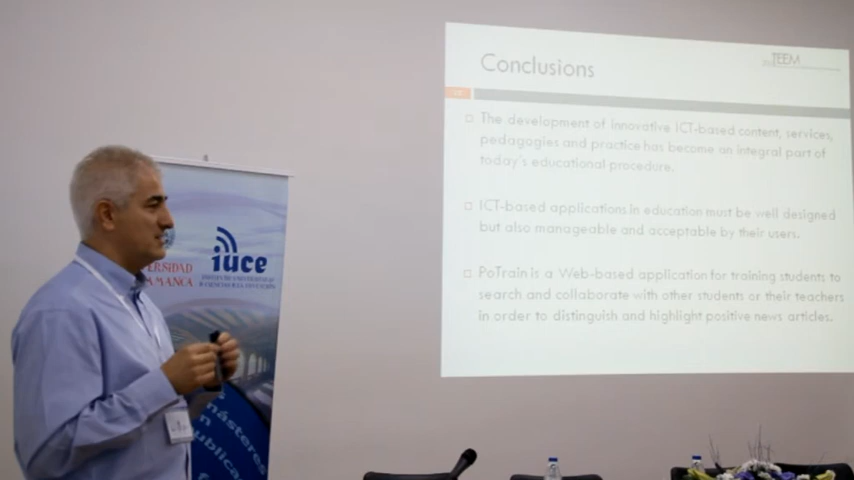 Conclusions
TEEM
The development of innovative ICT-based content, services,
pedagogies and practice has become an integral part of
today's educational procedure.
ICT-based applications in education must be well designed
but also manageable and acceptable by their users.
PoTrain is a Web-based application for training students to
search and collaborate with other students or their teachers
in order to distinguish and highlight positive news articles.
iuce
másteres